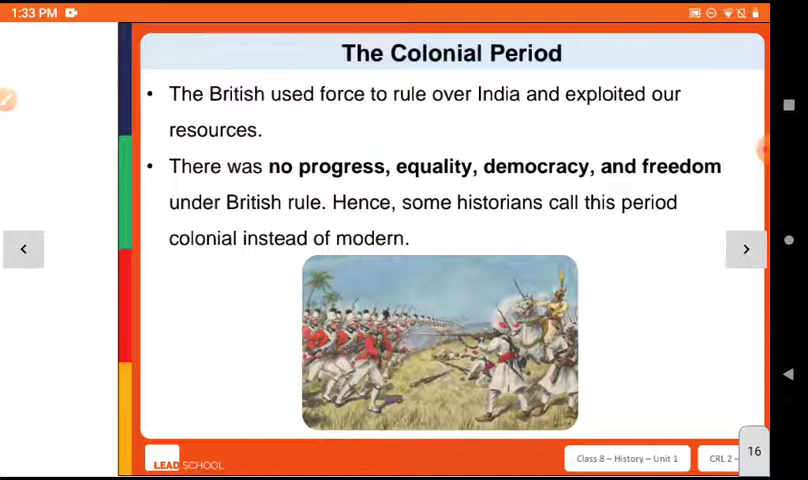 1:33 PM
The Colonial Period
• The British used force to rule over India and exploited our
resources.
• There was no progress, equality, democracy, and freedom
under British rule. Hence, some historians call this period
colonial instead of modern.
LEAD SCHOOL
Class 8 – History – Unit 1
CRL 2 –
16